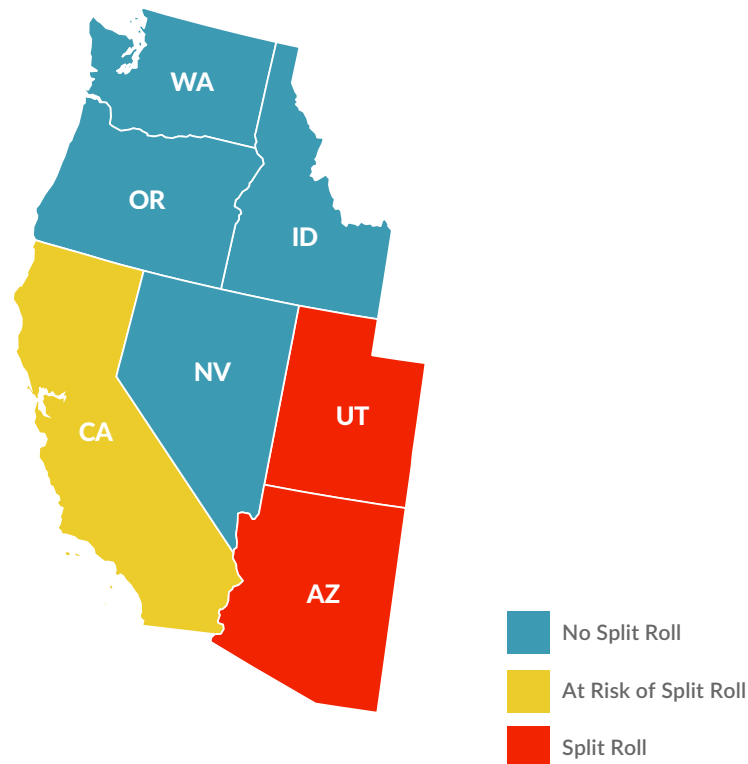 WA
OR
ID
NV
UT
CA
AZ
No Split Roll
At Risk of Split Roll
Split Roll